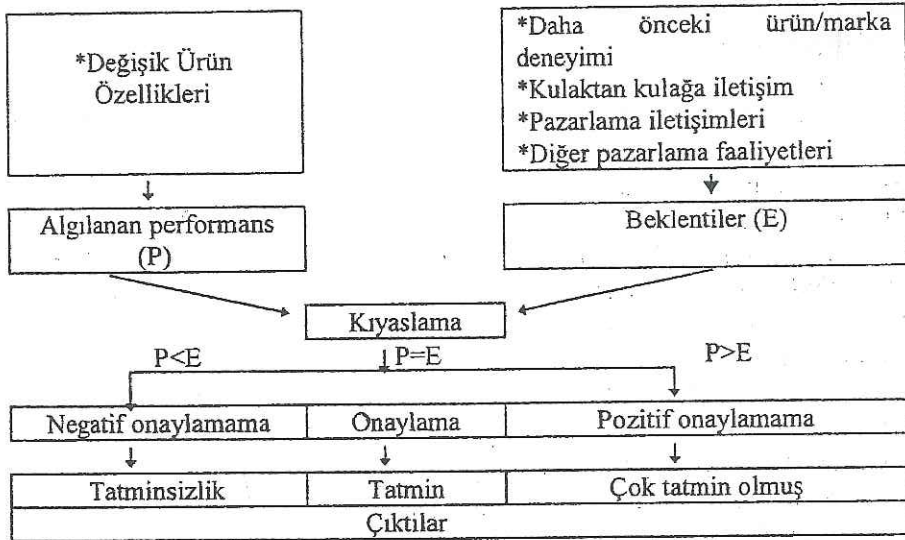 *Değişik Ürün
Özellikleri
*Daha önceki ürün/marka
deneyimi
*Kulaktan kulağa iletişim
*Pazarlama iletişimleri
*Diğer pazarlama faaliyetleri
Algılanan performans
(P)
Beklentiler (E)
Kıyaslama
P<E
P=E
P>E
Negatif onaylamama
Onaylama
Pozitif onaylamama
Tatminsizlik
Tatmin
Çok tatmin olmuş
Çıktılar